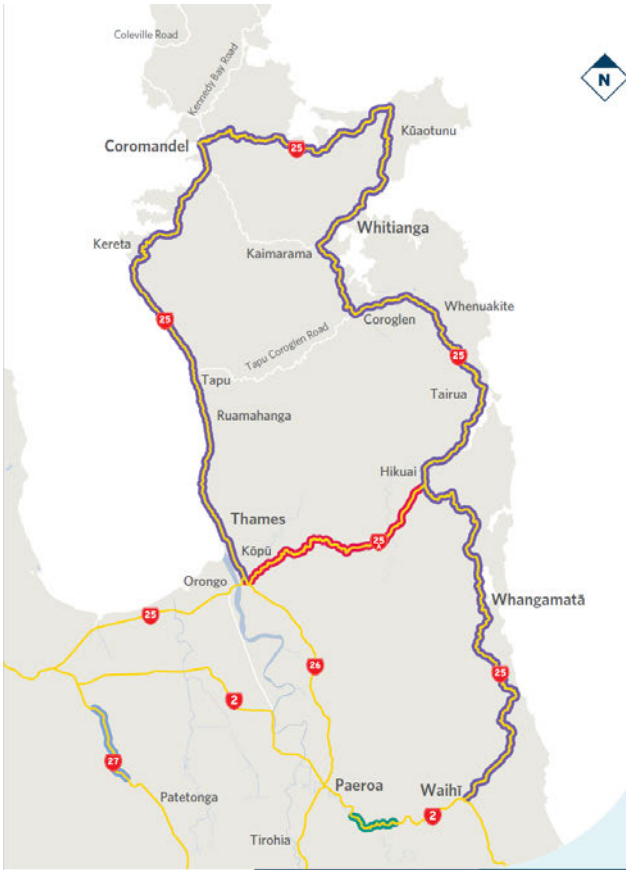 Coleville Road
Kennedy Bay Road
N
Kūaotunu
Coromandel
25
Whitianga
Kereta
Kaimarama
Whenuakite
25
Coroglen
Tapu Coroglen Road
25
Tapu
Tairua
Ruamahanga
Hikuai
Thames
25
Kōpū
Orongo
Whangamatā
25
26
25
2
27
Paeroa
Waihī
Patetonga
2
Tirohia